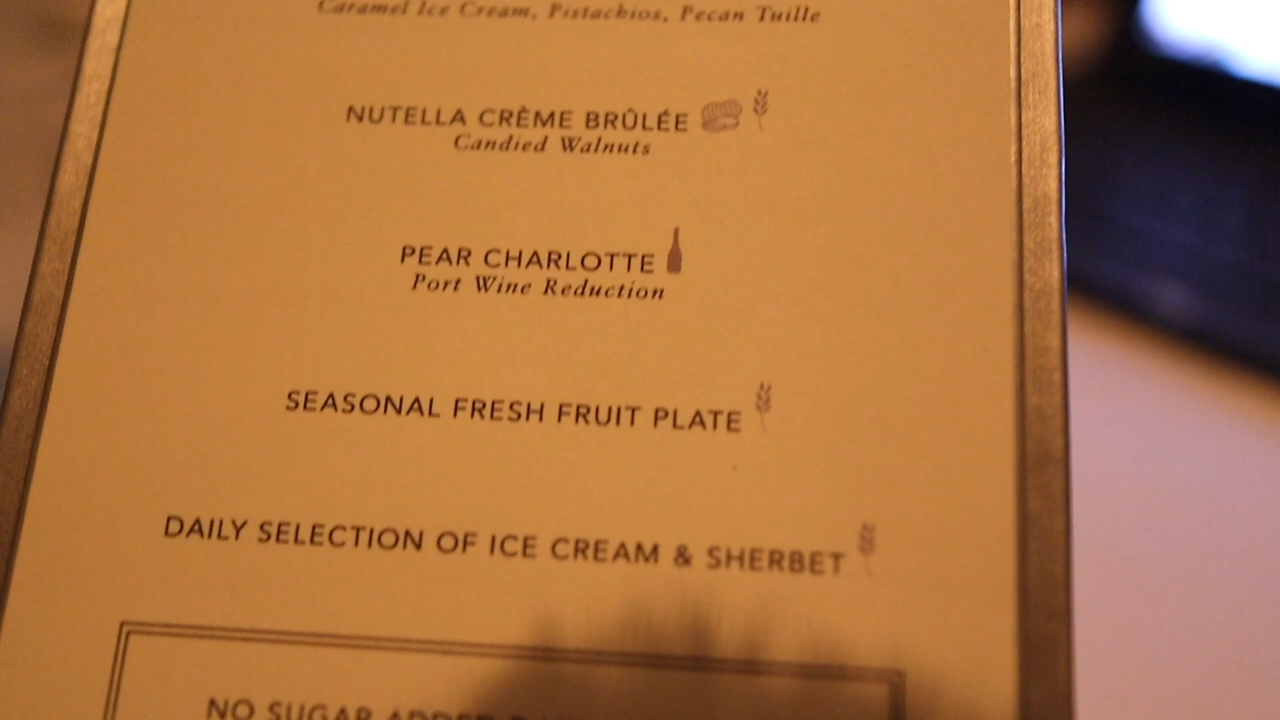 Caramel Ice Cream, Pistachios, Pecan Tuille
NUTELLA CRÈME BRÛLÉE
Candied Walnuts
PEAR CHARLOTTE
Port Wine Reduction
SEASONAL FRESH FRUIT PLATE
DAILY SELECTION OF ICE CREAM & SHERBET
NO SUGAR ADDED